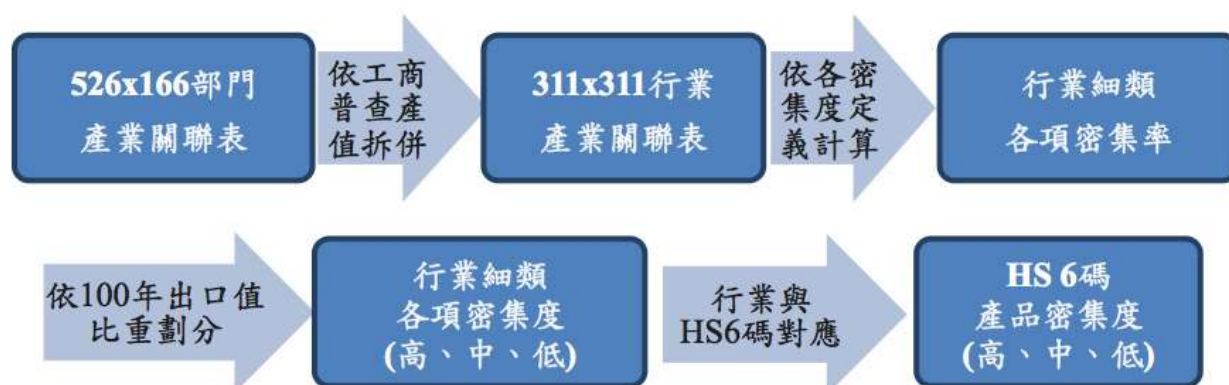 526x166部門
產業關聯表
依工商
普查產
值拆併
311x311行業
產業關聯表
依各密
集度定
義計算
行業細類
各項密集率
依100年出口值
比重劃分
行業細類
各項密集度
(高、中、低)
行業與
HS6碼對應
HS 6碼
產品密集度
(高、中、低)